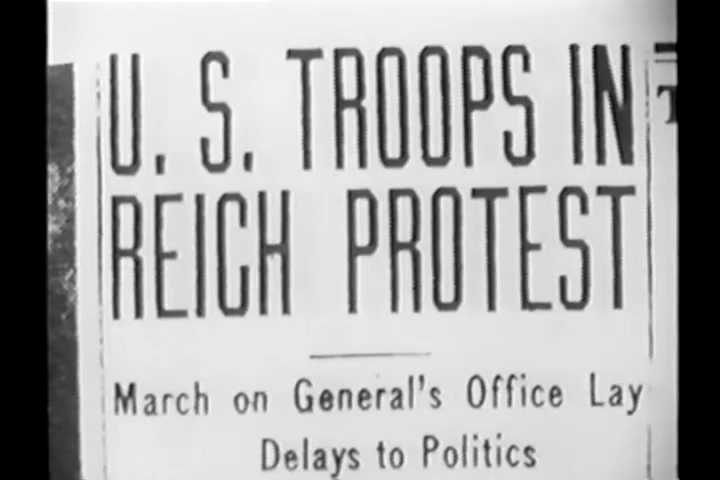 U. S. TROOPS IN
REICH PROTEST
March on General's Office Lay
Delays to Politics